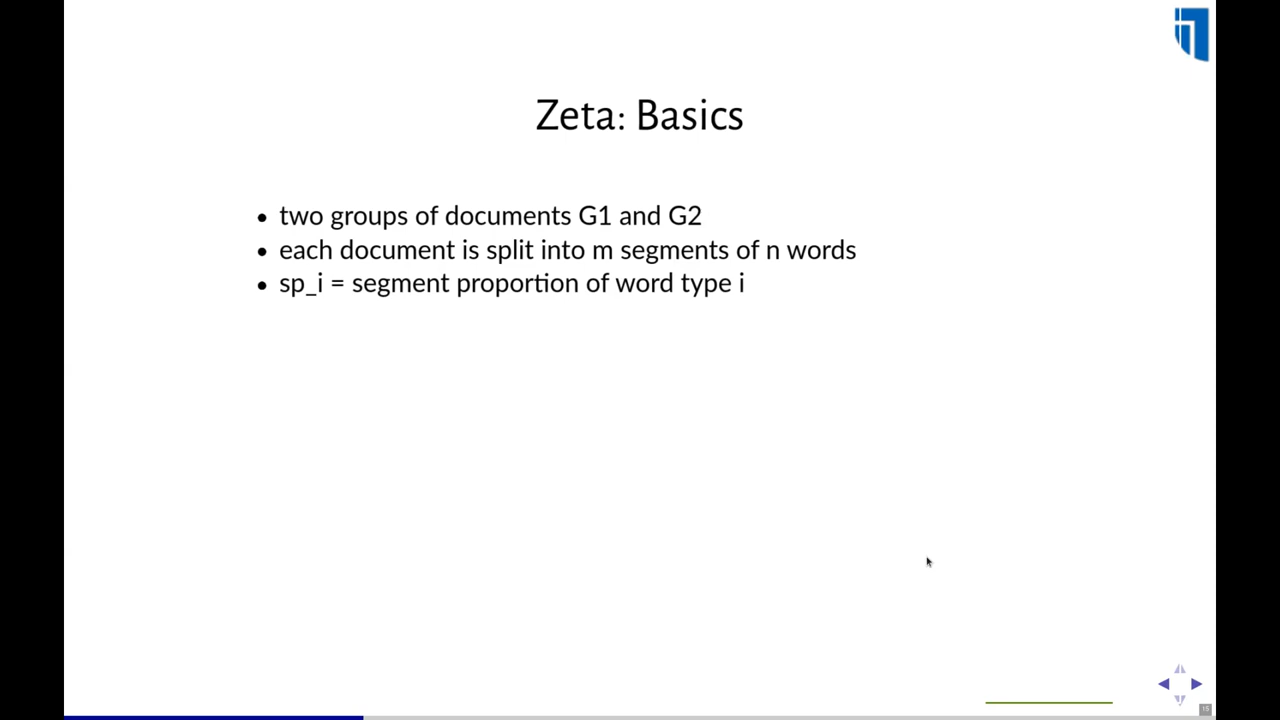 Zeta: Basics
• two groups of documents G1 and G2
• each document is split into m segments of n words
• sp_i = segment proportion of word type i
15